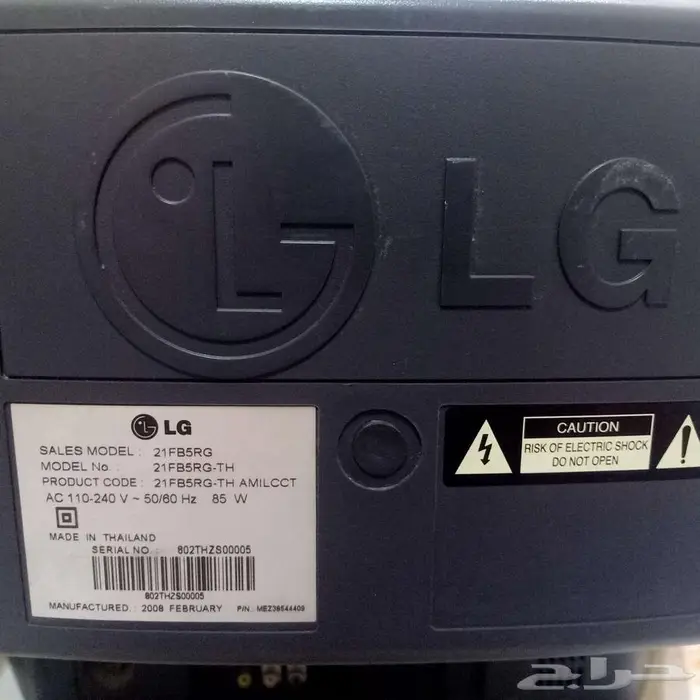 LG
LG
SALES MODEL : 21FB5RG
MODEL No. : 21FB5RG-TH
PRODUCT CODE : 21FB5RG-TH AMILCCT
AC 110-240 V ~ 50/60 Hz 85 W
MADE IN THAILAND
SERIAL NO. 802THZS00005
802THZS00005
MANUFACTURED : 2008 FEBRUARY P/N : MEZ38544409
CAUTION
RISK OF ELECTRIC SHOCK
DO NOT OPEN
حراج